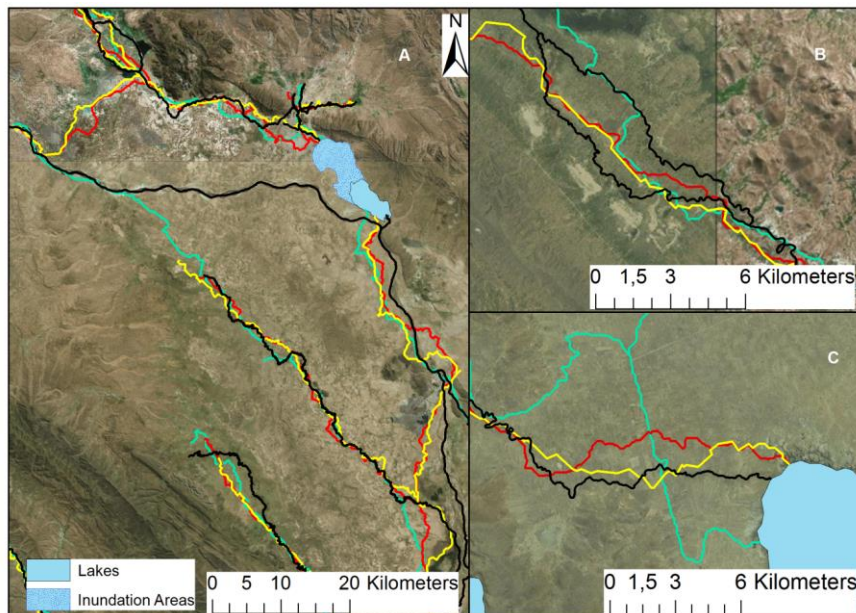 A
N
Lakes
Inundation Areas
0 5 10 20 Kilometers
B
0 1,5 3 6 Kilometers
C
0 1,5 3 6 Kilometers